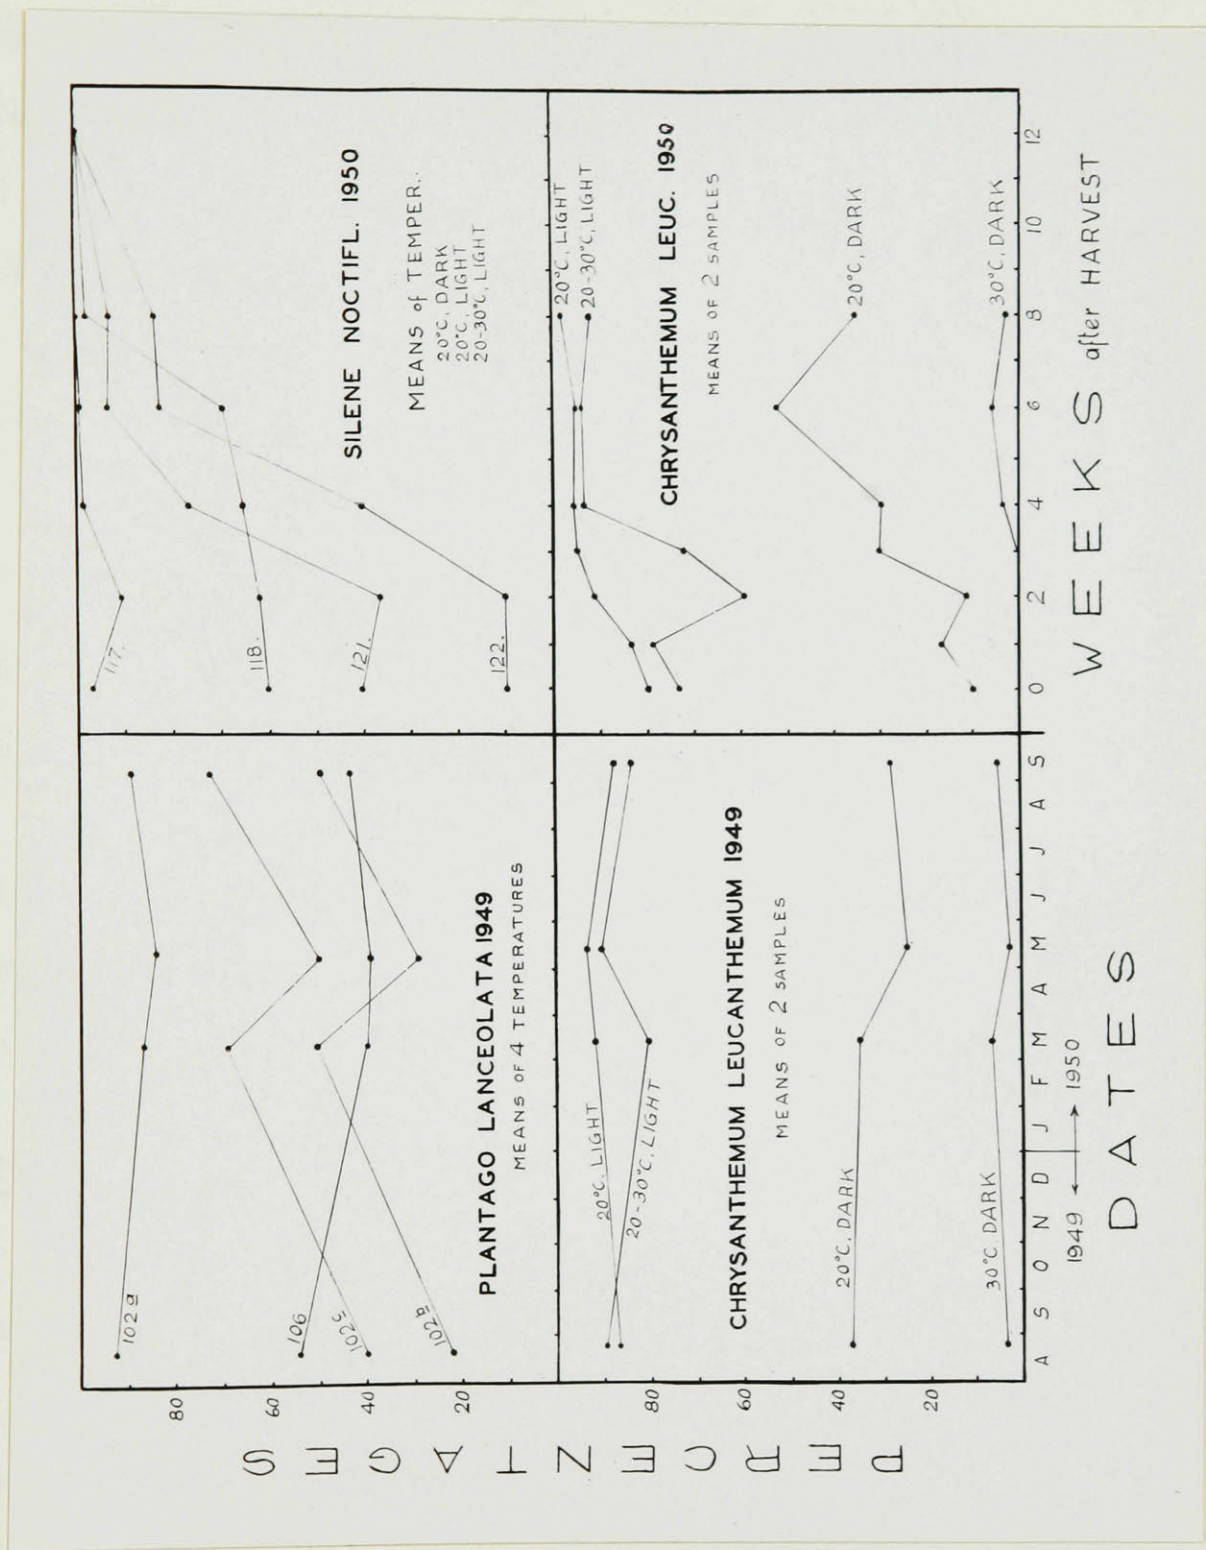 PERCENTAGES
80
60
40
20
80
60
40
20
PLANTAGO LANCEOLATA 1949
MEANS OF 4 TEMPERATURES
102a
106
102c
102b
SILENE NOCTIFL. 1950
MEANS of TEMPER.:
20°C, DARK
20°C, LIGHT
20-30°C, LIGHT
117.
118.
121.
122.
CHRYSANTHEMUM LEUCANTHEMUM 1949
MEANS OF 2 SAMPLES
20°C, LIGHT
20-30°C, LIGHT
20°C, DARK
30°C DARK
CHRYSANTHEMUM LEUC. 1950
MEANS OF 2 SAMPLES
20°C, LIGHT
20-30°C, LIGHT
20°C, DARK
30°C, DARK
A S O N D J F M A M J J A S
0 2 4 6 8 10 12
1949 ← → 1950
DATES
WEEKS after HARVEST